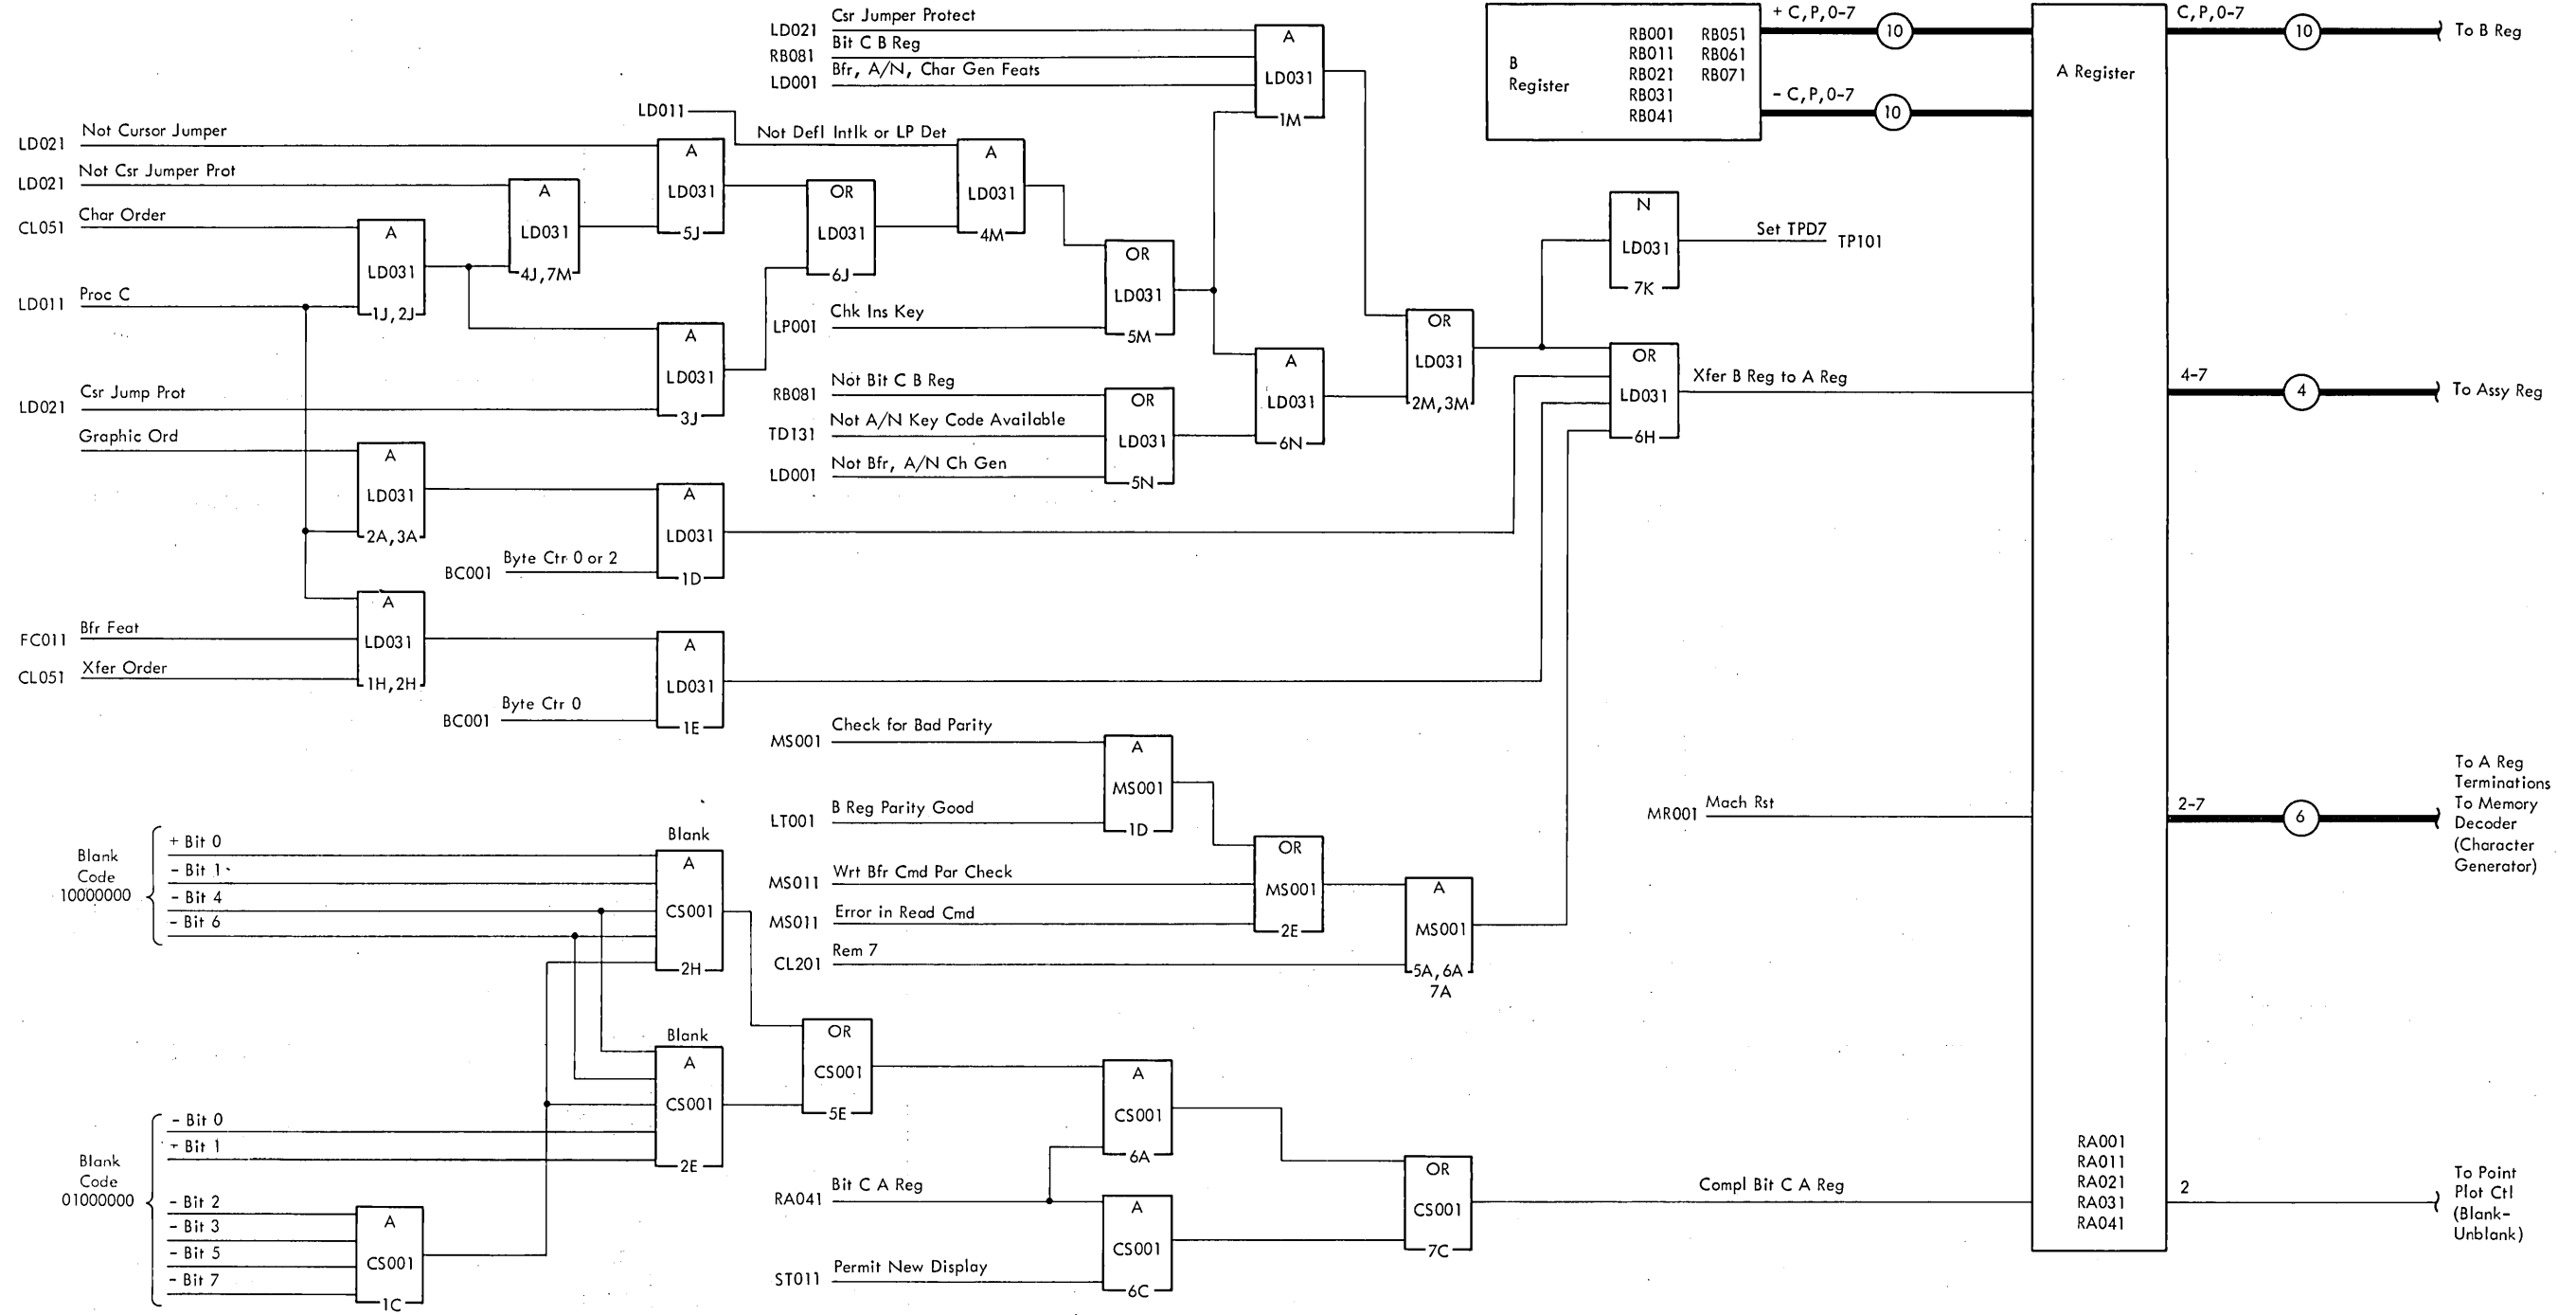 LD021 Csr Jumper Protect
RB081 Bit C B Reg
LD001 Bfr, A/N, Char Gen Feats
A
LD031
1M
LD011
Not Defl Intlk or LP Det
LD021 Not Cursor Jumper
LD021 Not Csr Jumper Prot
CL051 Char Order
LD011 Proc C
A
LD031
1J,2J
A
LD031
4J,7M
A
LD031
5J
OR
LD031
6J
A
LD031
4M
OR
LD031
5M
LP001 Chk Ins Key
A
LD031
3J
LD021 Csr Jump Prot
Graphic Ord
RB081 Not Bit C B Reg
TD131 Not A/N Key Code Available
LD001 Not Bfr, A/N Ch Gen
OR
LD031
5N
A
LD031
6N
OR
LD031
2M,3M
N
LD031
7K
Set TPD7
TP101
OR
LD031
6H
Xfer B Reg to A Reg
A
LD031
2A,3A
A
LD031
1D
BC001 Byte Ctr 0 or 2
A
LD031
1H,2H
FC011 Bfr Feat
CL051 Xfer Order
A
LD031
1E
BC001 Byte Ctr 0
MS001 Check for Bad Parity
LT001 B Reg Parity Good
A
MS001
1D
MS011 Wrt Bfr Cmd Par Check
MS011 Error in Read Cmd
CL201 Rem 7
OR
MS001
2E
A
MS001
5A,6A
7A
Blank
Code
10000000
+ Bit 0
- Bit 1
- Bit 4
- Bit 6
Blank
A
CS001
2H
Blank
A
CS001
2E
OR
CS001
5E
Blank
Code
01000000
- Bit 0
+ Bit 1
- Bit 2
- Bit 3
- Bit 5
- Bit 7
A
CS001
1C
A
CS001
6A
RA041 Bit C A Reg
A
CS001
6C
ST011 Permit New Display
OR
CS001
7C
Compl Bit C A Reg
MR001 Mach Rst
B
Register
RB001 RB051
RB011 RB061
RB021 RB071
RB031
RB041
+ C,P,0-7
10
- C,P,0-7
10
A Register
RA001
RA011
RA021
RA031
RA041
C,P,0-7
10
To B Reg
4-7
4
To Assy Reg
2-7
6
To A Reg
Terminations
To Memory
Decoder
(Character
Generator)
2
To Point
Plot Ctl
(Blank-
Unblank)